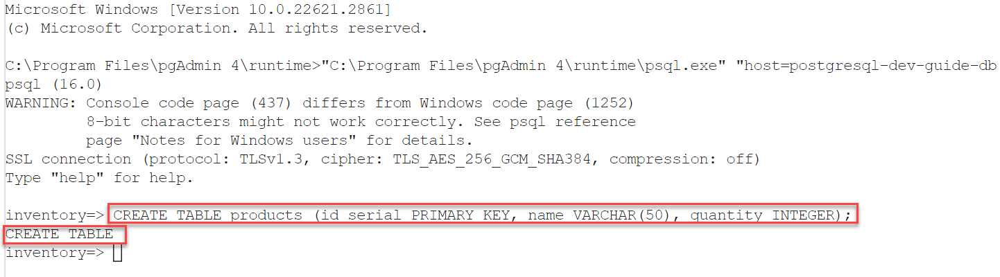 Microsoft Windows [Version 10.0.22621.2861]
(c) Microsoft Corporation. All rights reserved.
C:\Program Files\pgAdmin 4\runtime>"C:\Program Files\pgAdmin 4\runtime\psql.exe" "host=postgresql-dev-guide-db
psql (16.0)
WARNING: Console code page (437) differs from Windows code page (1252)
         8-bit characters might not work correctly. See psql reference
         page "Notes for Windows users" for details.
SSL connection (protocol: TLSv1.3, cipher: TLS_AES_256_GCM_SHA384, compression: off)
Type "help" for help.
inventory=> CREATE TABLE products (id serial PRIMARY KEY, name VARCHAR(50), quantity INTEGER);
CREATE TABLE
inventory=>